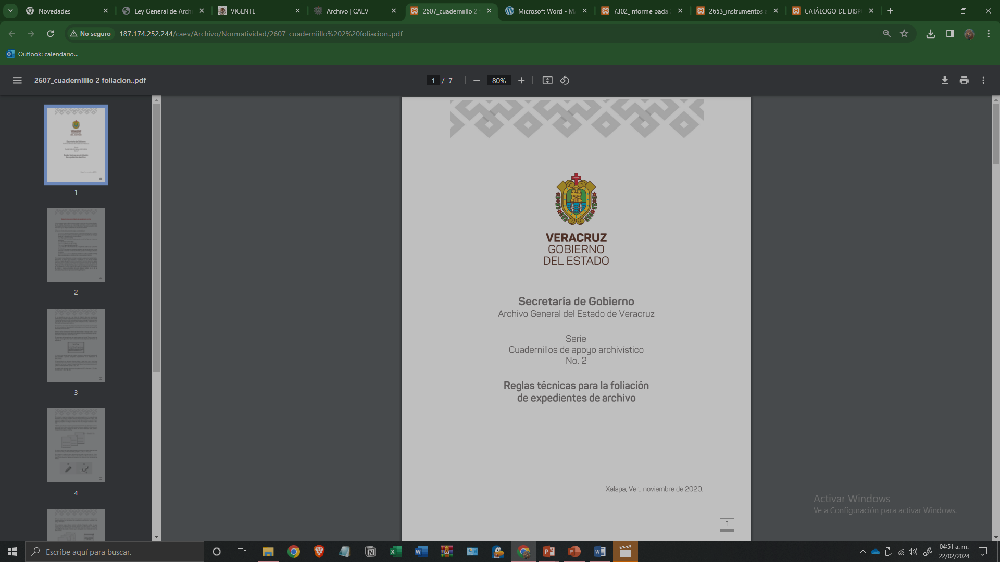 Novedades
Ley General de Archi
VIGENTE
Archivo | CAEV
2607_cuaderniillo 2
Microsoft Word - M
7302_informe pada
2653_instrumentos a
CATÁLOGO DE DISP
No seguro
187.174.252.244/caev/Archivo/Normatividad/2607_cuaderniillo%202%20foliacion..pdf
Outlook: calendario...
2607_cuaderniillo 2 foliacion..pdf
1 / 7
80%
1
2
3
4
VERACRUZ
GOBIERNO
DEL ESTADO
Secretaría de Gobierno
Archivo General del Estado de Veracruz
Serie
Cuadernillos de apoyo archivístico
No. 2
Reglas técnicas para la foliación
de expedientes de archivo
Xalapa, Ver., noviembre de 2020.
1
Activar Windows
Ve a Configuración para activar Windows.
Escribe aquí para buscar.
04:51 a. m.
22/02/2024